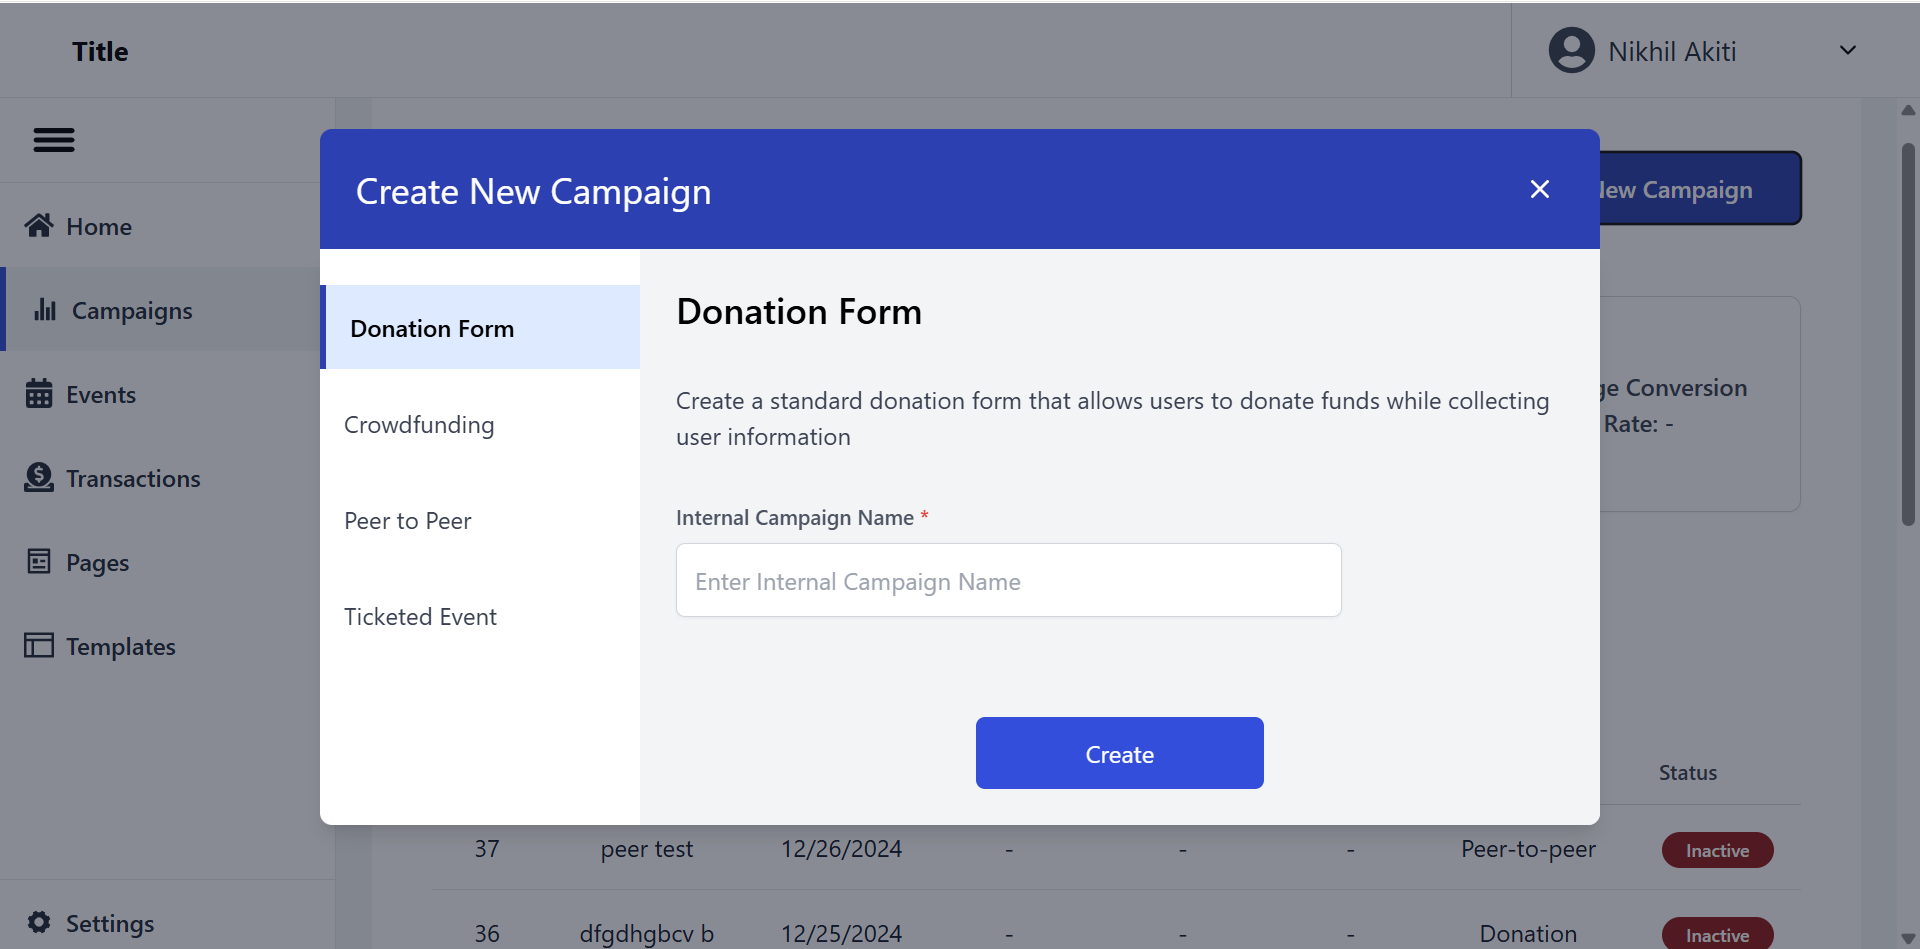 Title
Nikhil Akiti
Home
Campaigns
Events
Transactions
Pages
Templates
Settings
Create New Campaign
New Campaign
Donation Form
Crowdfunding
Peer to Peer
Ticketed Event
Donation Form
Create a standard donation form that allows users to donate funds while collecting
user information
Internal Campaign Name *
Enter Internal Campaign Name
Create
Conversion
Rate: -
Status
37 peer test 12/26/2024 - - - Peer-to-peer Inactive
36 dfgdhgbcv b 12/25/2024 - - - Donation Inactive